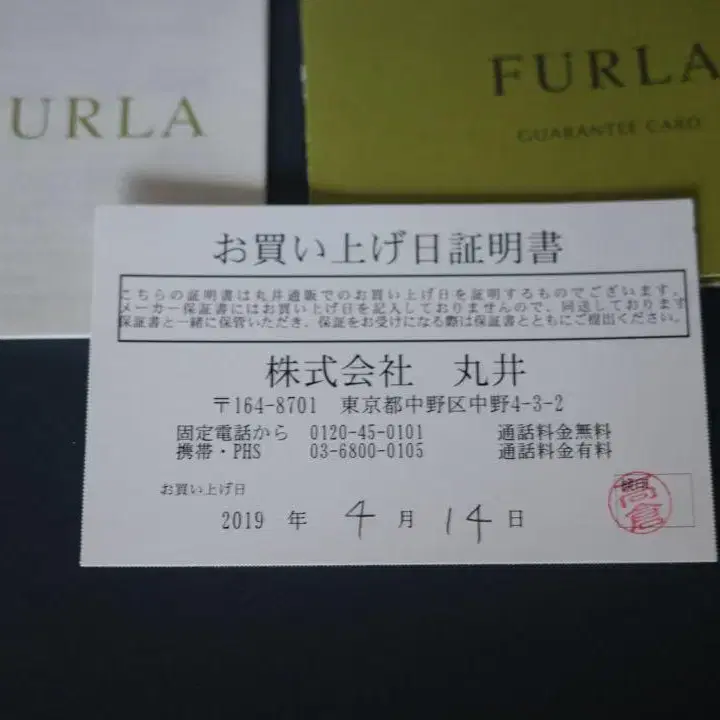 URLA
FURLA
GUARANTEE CARD
お買い上げ日証明書
こちらの証明書は丸井通販でのお買い上げ日を証明するものでございます。
メーカー保証書にはお買い上げ日を記入しておりませんので、同送しております
保証書と一緒に保管いただき、保証をお受けになる際は保証書とともにご提出ください。
株式会社 丸井
〒164-8701 東京都中野区中野4-3-2
固定電話から 0120-45-0101 通話料金無料
携帯・PHS 03-6800-0105 通話料金有料
お買い上げ日
2019 年 4 月 14 日
高倉